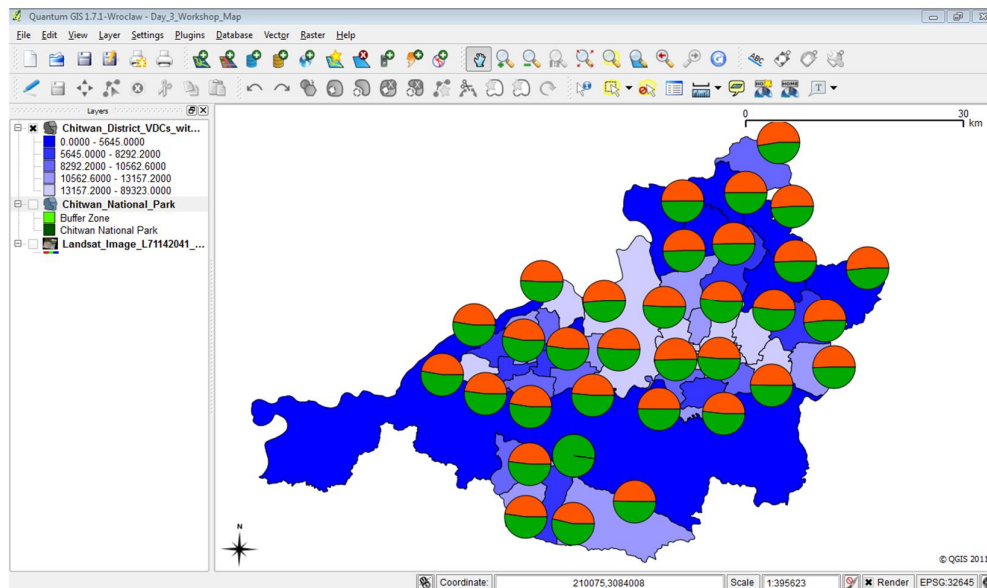 Quantum GIS 1.7.1-Wroclaw - Day_3_Workshop_Map
File Edit View Layer Settings Plugins Database Vector Raster Help
ABC
HOME HOME T
Layers
Chitwan_District_VDCs_wit...
0.0000 - 5645.0000
5645.0000 - 8292.2000
8292.2000 - 10562.6000
10562.6000 - 13157.2000
13157.2000 - 89323.0000
Chitwan_National_Park
Buffer Zone
Chitwan National Park
Landsat_Image_L71142041_...
0 30
km
N
© QGIS 2011
Coordinate: 210075,3084008 Scale 1:395623 Render EPSG:32645